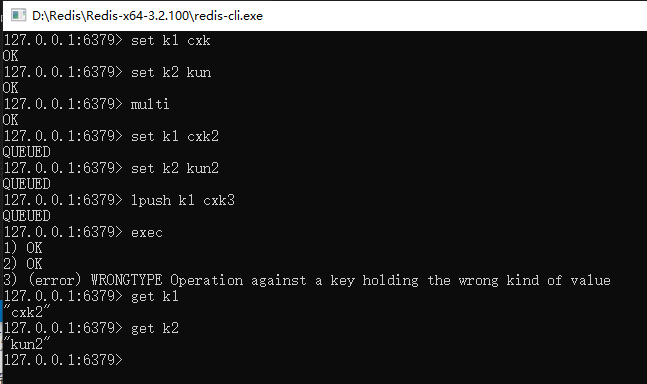 D:\Redis\Redis-x64-3.2.100\redis-cli.exe
127.0.0.1:6379> set k1 cxk
OK
127.0.0.1:6379> set k2 kun
OK
127.0.0.1:6379> multi
OK
127.0.0.1:6379> set k1 cxk2
QUEUED
127.0.0.1:6379> set k2 kun2
QUEUED
127.0.0.1:6379> lpush k1 cxk3
QUEUED
127.0.0.1:6379> exec
1) OK
2) OK
3) (error) WRONGTYPE Operation against a key holding the wrong kind of value
127.0.0.1:6379> get k1
"cxk2"
127.0.0.1:6379> get k2
"kun2"
127.0.0.1:6379>